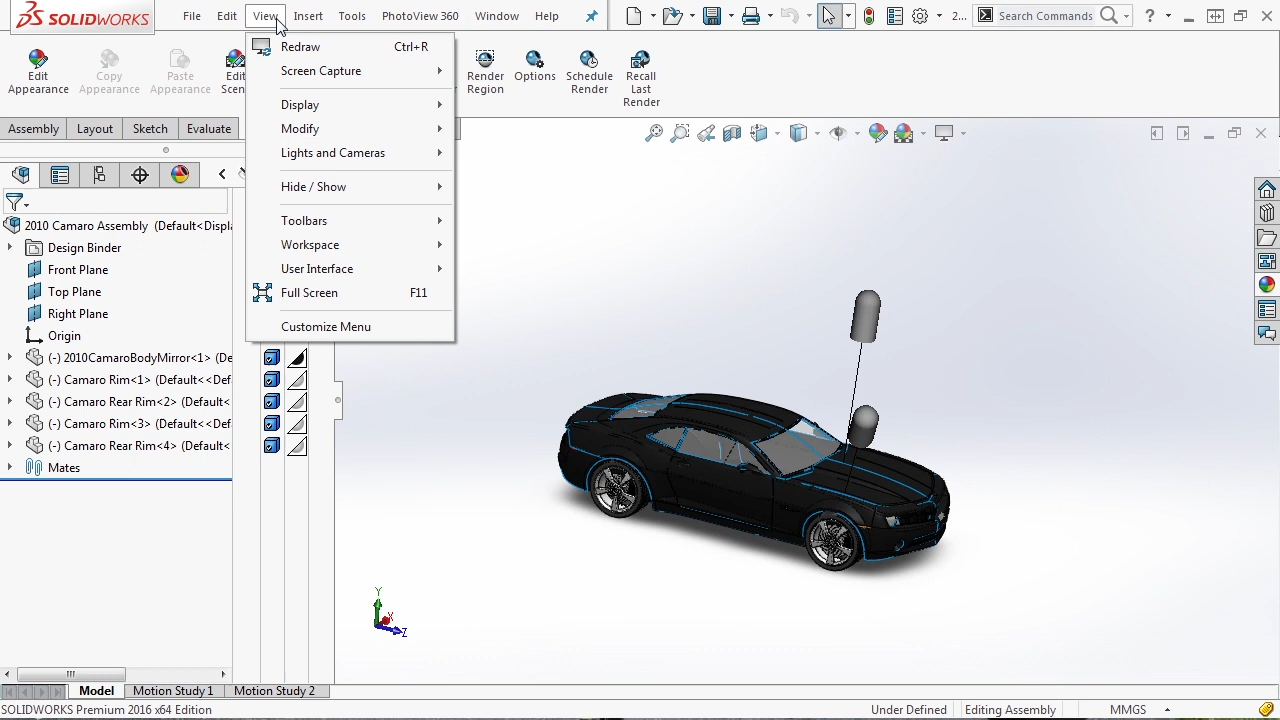 SOLIDWORKS
File Edit View Insert Tools PhotoView 360 Window Help
2...
Search Commands
?
Edit
Appearance
Copy
Appearance
Paste
Appearance
Edit
Scen
Render
Region
Options
Schedule
Render
Recall
Last
Render
Redraw Ctrl+R
Screen Capture
Display
Modify
Lights and Cameras
Hide / Show
Toolbars
Workspace
User Interface
Full Screen F11
Customize Menu
Assembly Layout Sketch Evaluate
2010 Camaro Assembly (Default<Displa
Design Binder
Front Plane
Top Plane
Right Plane
Origin
(-) 2010CamaroBodyMirror<1> (De
(-) Camaro Rim<1> (Default<<Def
(-) Camaro Rear Rim<2> (Default<
(-) Camaro Rim<3> (Default<<Def
(-) Camaro Rear Rim<4> (Default<
Mates
Y
X
Z
Model Motion Study 1 Motion Study 2
SOLIDWORKS Premium 2016 x64 Edition
Under Defined Editing Assembly MMGS